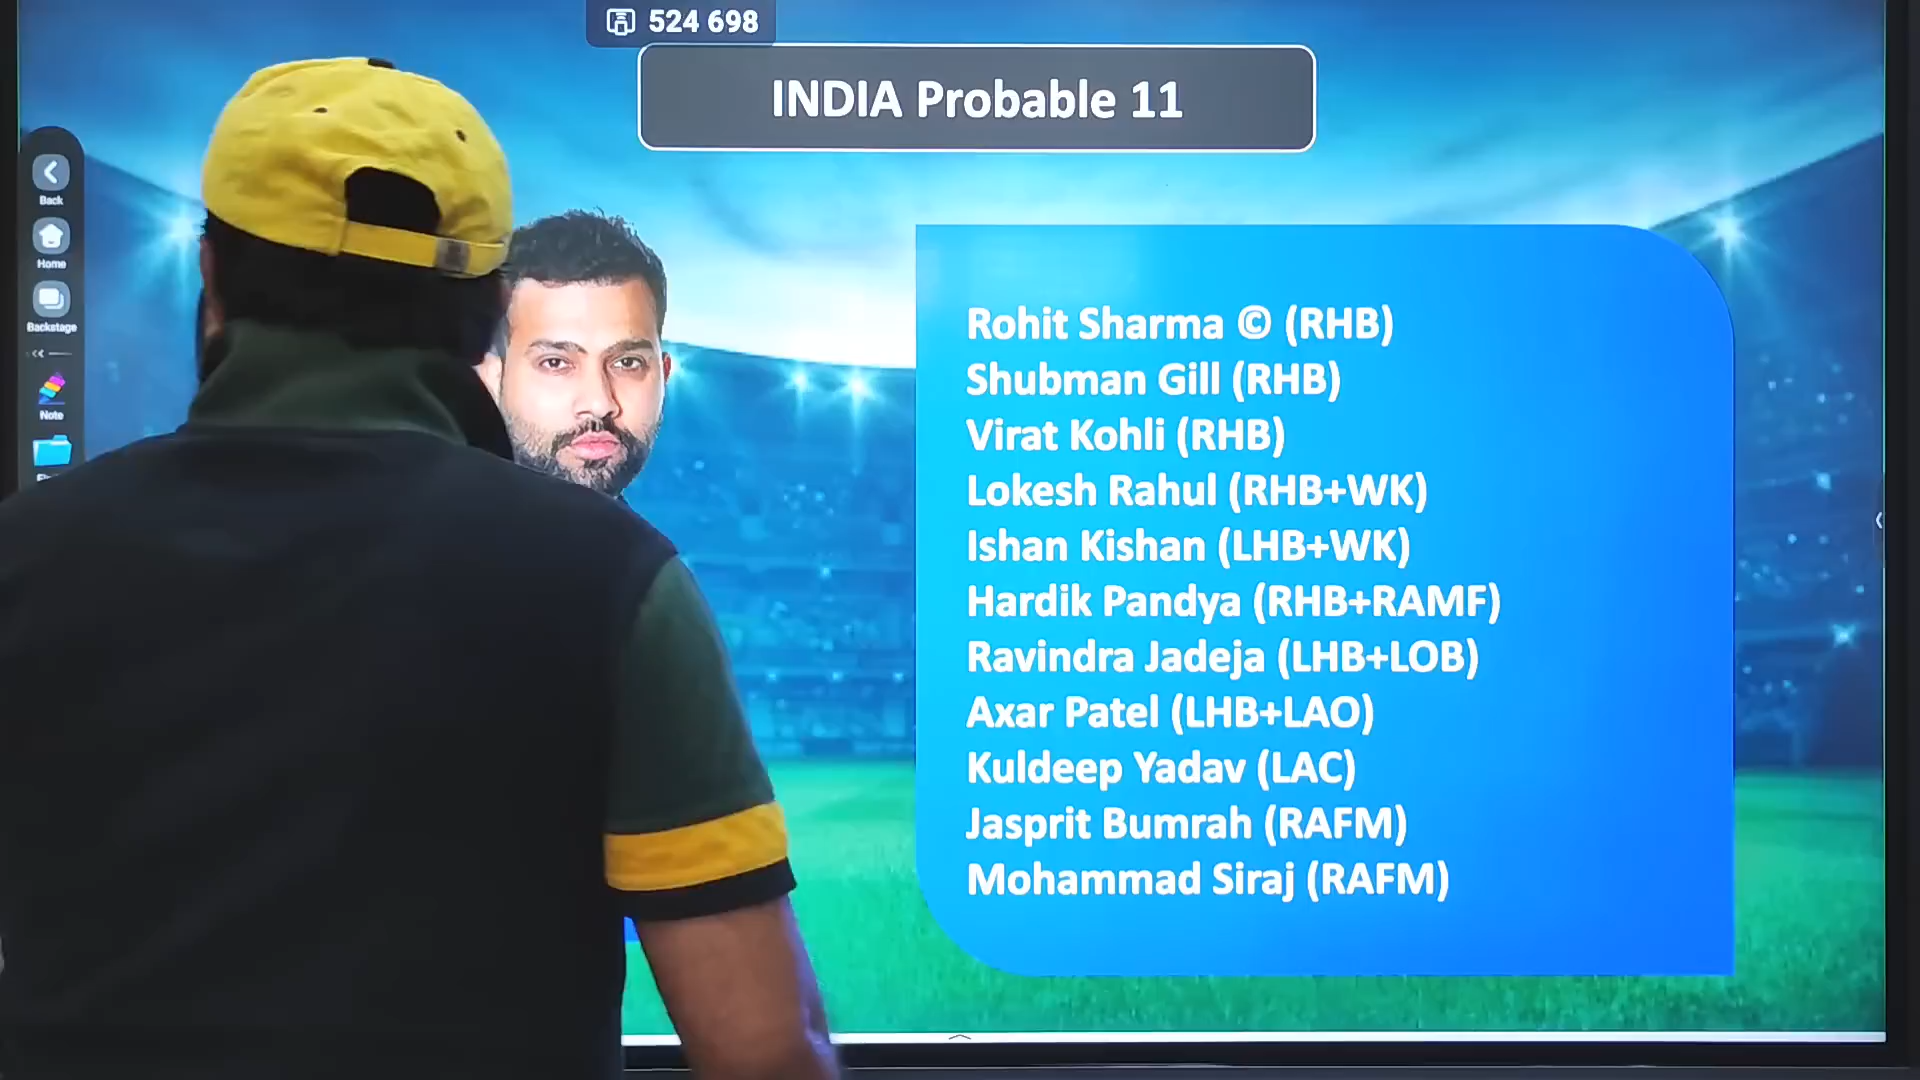 524 698
INDIA Probable 11
Back
Home
Backstage
Note
Rohit Sharma © (RHB)
Shubman Gill (RHB)
Virat Kohli (RHB)
Lokesh Rahul (RHB+WK)
Ishan Kishan (LHB+WK)
Hardik Pandya (RHB+RAMF)
Ravindra Jadeja (LHB+LOB)
Axar Patel (LHB+LAO)
Kuldeep Yadav (LAC)
Jasprit Bumrah (RAFM)
Mohammad Siraj (RAFM)